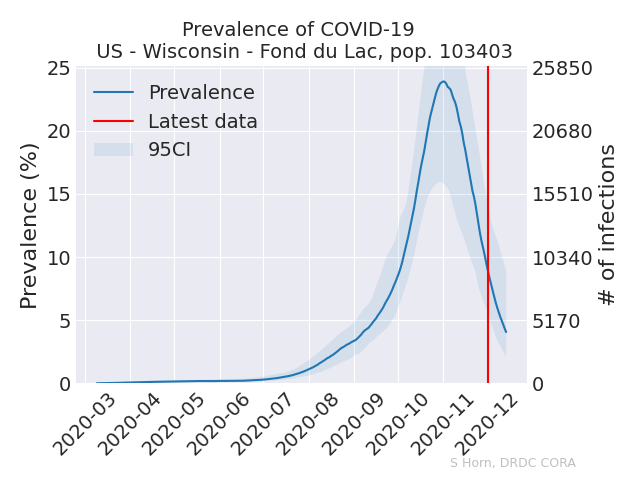 Prevalence of COVID-19
US - Wisconsin - Fond du Lac, pop. 103403
25
20
15
10
5
0
Prevalence (%)
Prevalence
Latest data
95CI
25850
20680
15510
10340
5170
0
# of infections
2020-03
2020-04
2020-05
2020-06
2020-07
2020-08
2020-09
2020-10
2020-11
2020-12
S Horn, DRDC CORA